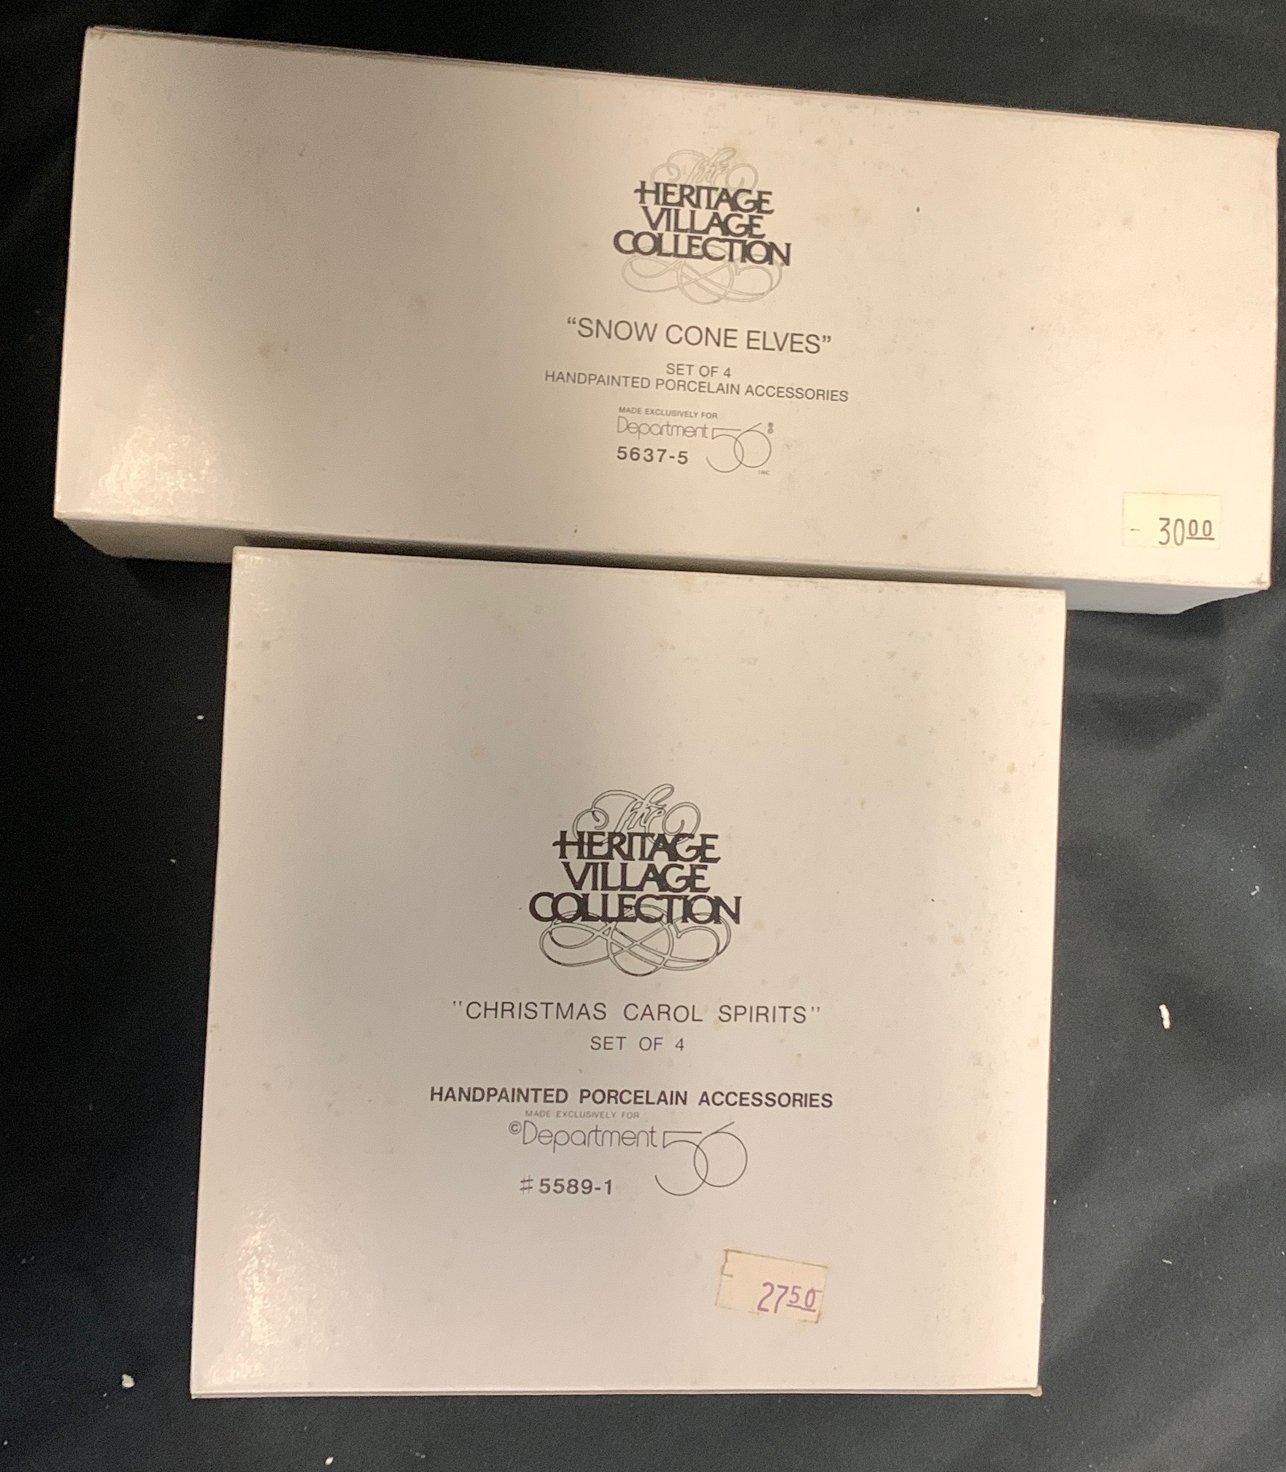 The
HERITAGE
VILLAGE
COLLECTION
“SNOW CONE ELVES”
SET OF 4
HANDPAINTED PORCELAIN ACCESSORIES
MADE EXCLUSIVELY FOR
Department 56®
INC
5637-5
- 30 00
The
HERITAGE
VILLAGE
COLLECTION
"CHRISTMAS CAROL SPIRITS"
SET OF 4
HANDPAINTED PORCELAIN ACCESSORIES
MADE EXCLUSIVELY FOR
©Department 56
#5589-1
27 50